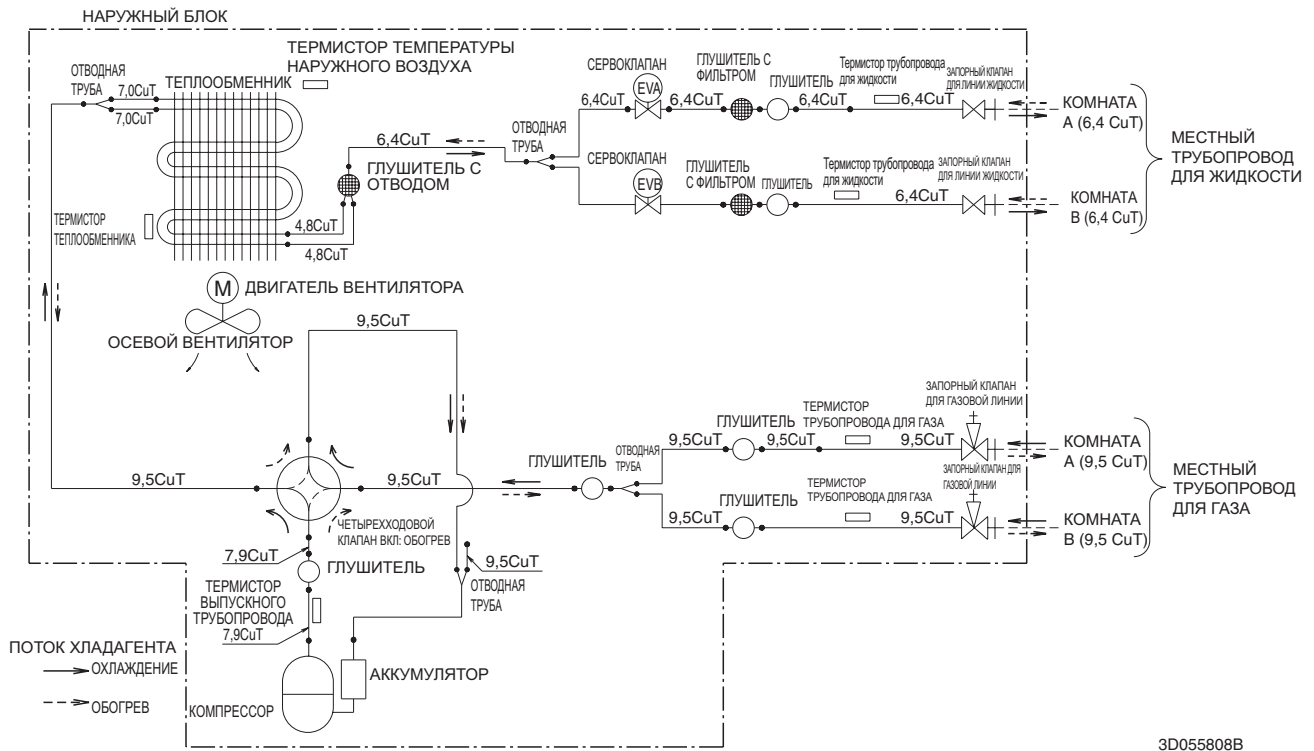 НАРУЖНЫЙ БЛОК
ТЕРМИСТОР ТЕМПЕРАТУРЫ
НАРУЖНОГО ВОЗДУХА
ОТВОДНАЯ
ТРУБА
7,0CuT
7,0CuT
ТЕПЛООБМЕННИК
ТЕРМИСТОР
ТЕПЛООБМЕННИКА
4,8CuT
4,8CuT
6,4CuT
ГЛУШИТЕЛЬ С
ОТВОДОМ
ОТВОДНАЯ
ТРУБА
СЕРВОКЛАПАН
EVA
6,4CuT
6,4CuT
ГЛУШИТЕЛЬ С
ФИЛЬТРОМ
ГЛУШИТЕЛЬ
6,4CuT
Термистор трубопровода
для жидкости
6,4CuT
ЗАПОРНЫЙ КЛАПАН
ДЛЯ ЛИНИИ ЖИДКОСТИ
КОМНАТА
A (6,4 CuT)
СЕРВОКЛАПАН
EVB
ГЛУШИТЕЛЬ
С ФИЛЬТРОМ
ГЛУШИТЕЛЬ
Термистор трубопровода
для жидкости
6,4CuT
ЗАПОРНЫЙ КЛАПАН
ДЛЯ ЛИНИИ ЖИДКОСТИ
КОМНАТА
B (6,4 CuT)
МЕСТНЫЙ
ТРУБОПРОВОД
ДЛЯ ЖИДКОСТИ
M
ДВИГАТЕЛЬ ВЕНТИЛЯТОРА
ОСЕВОЙ ВЕНТИЛЯТОР
9,5CuT
9,5CuT
9,5CuT
ЧЕТЫРЕХХОДОВОЙ
КЛАПАН ВКЛ: ОБОГРЕВ
ГЛУШИТЕЛЬ
ОТВОДНАЯ
ТРУБА
9,5CuT
ГЛУШИТЕЛЬ
9,5CuT
ТЕРМИСТОР
ТРУБОПРОВОДА ДЛЯ ГАЗА
9,5CuT
ЗАПОРНЫЙ КЛАПАН
ДЛЯ ГАЗОВОЙ ЛИНИИ
КОМНАТА
A (9,5 CuT)
9,5CuT
ГЛУШИТЕЛЬ
ТЕРМИСТОР
ТРУБОПРОВОДА ДЛЯ ГАЗА
9,5CuT
ЗАПОРНЫЙ КЛАПАН ДЛЯ
ГАЗОВОЙ ЛИНИИ
КОМНАТА
B (9,5 CuT)
МЕСТНЫЙ
ТРУБОПРОВОД
ДЛЯ ГАЗА
7,9CuT
ГЛУШИТЕЛЬ
9,5CuT
ОТВОДНАЯ
ТРУБА
ТЕРМИСТОР
ВЫПУСКНОГО
ТРУБОПРОВОДА
7,9CuT
АККУМУЛЯТОР
КОМПРЕССОР
ПОТОК ХЛАДАГЕНТА
ОХЛАЖДЕНИЕ
ОБОГРЕВ
3D055808B